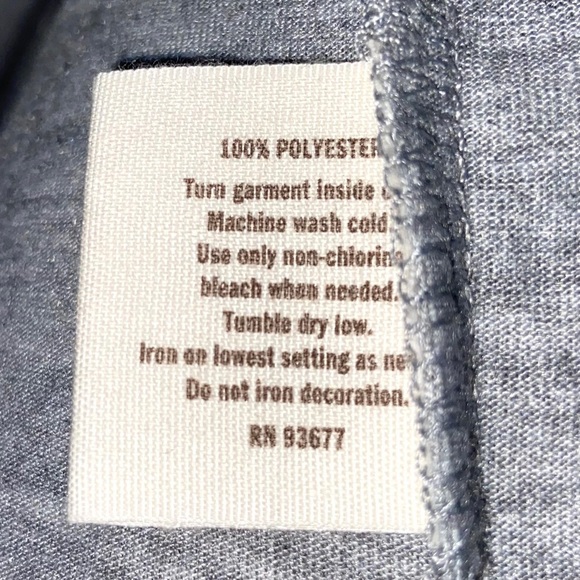 100% POLYESTER
Turn garment inside
Machine wash cold
Use only non-chlorine
bleach when needed.
Tumble dry low.
Iron on lowest setting as
Do not iron decoration.
RN 93677